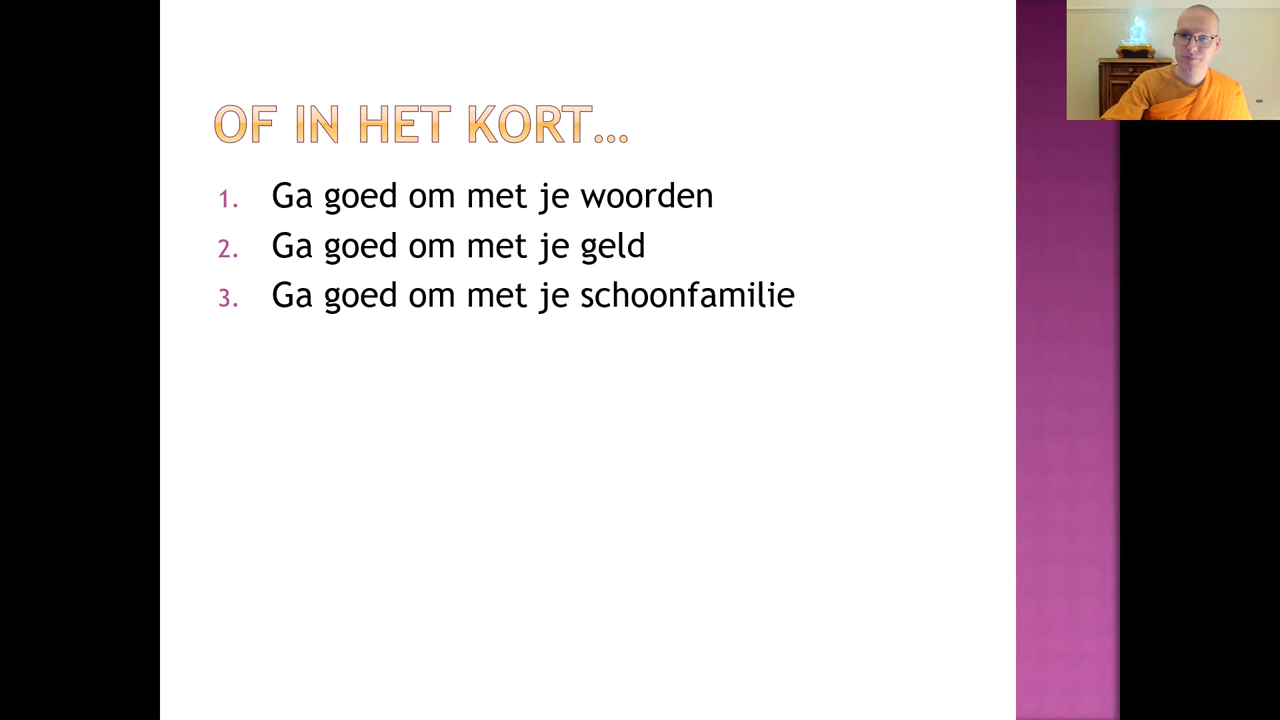 OF IN HET KORT…
1. Ga goed om met je woorden
2. Ga goed om met je geld
3. Ga goed om met je schoonfamilie